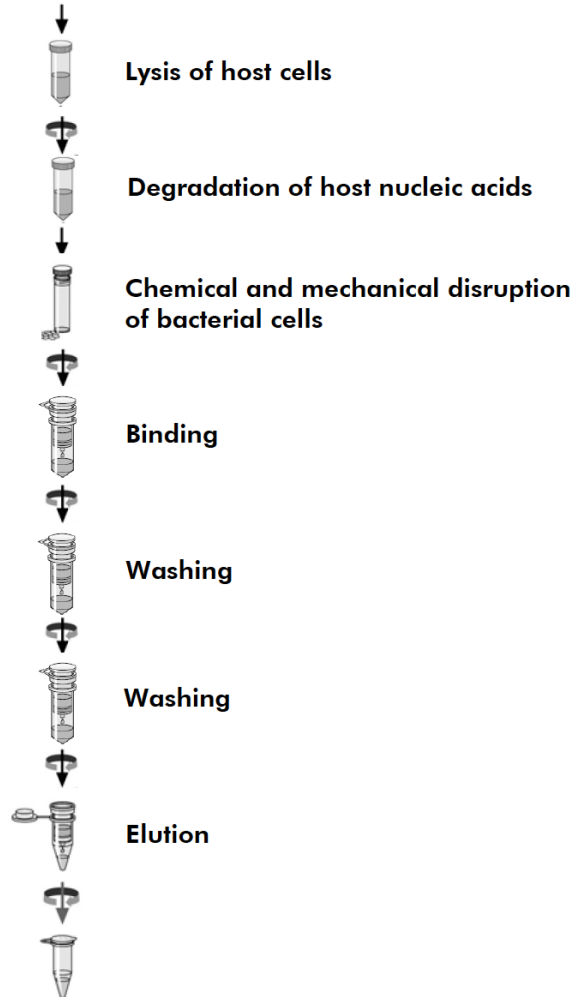 Lysis of host cells
Degradation of host nucleic acids
Chemical and mechanical disruption
of bacterial cells
Binding
Washing
Washing
Elution